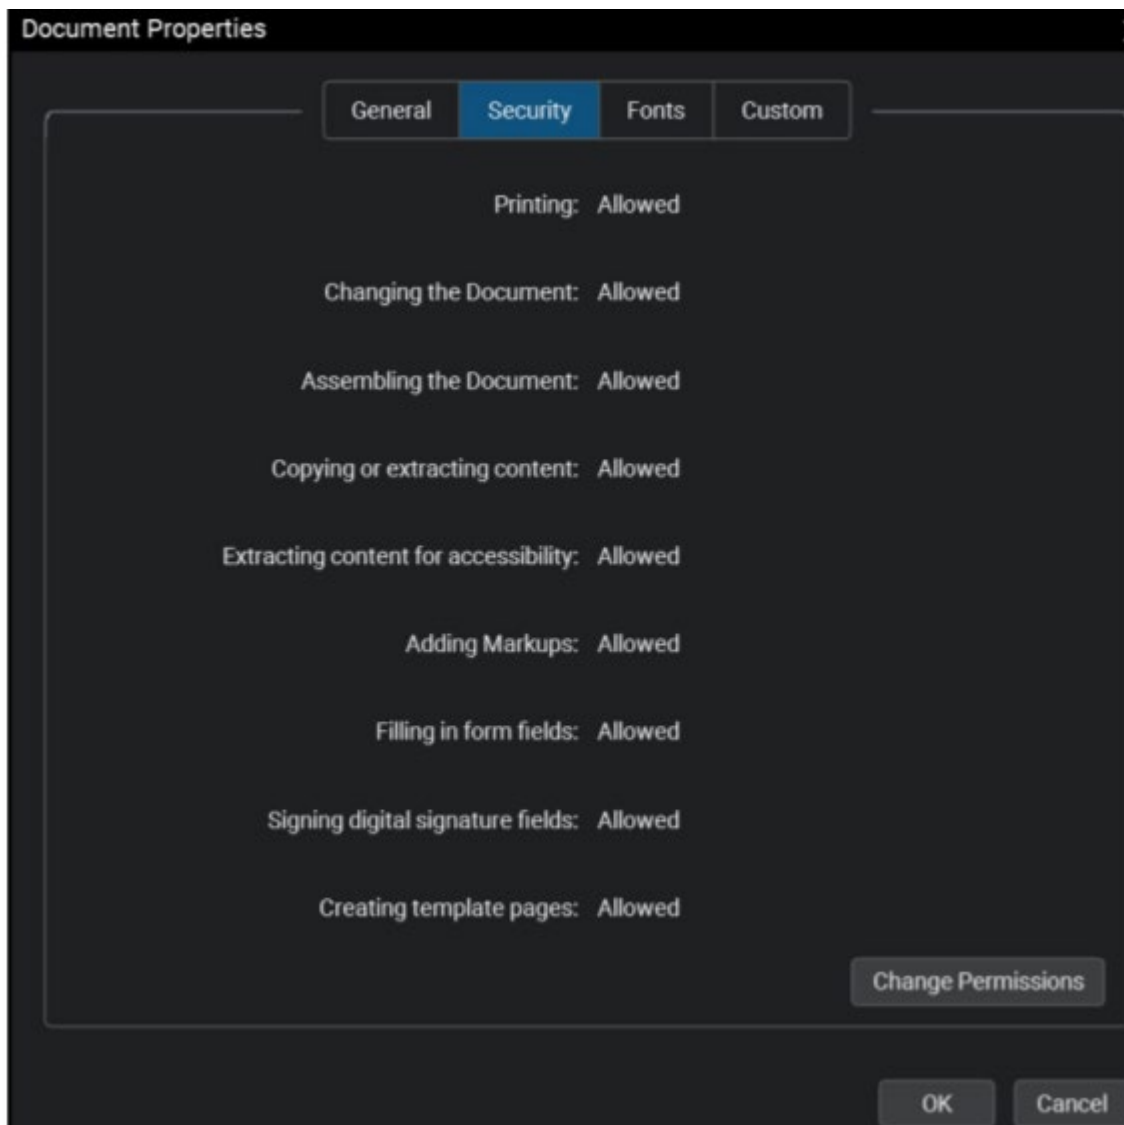 Document Properties
General Security Fonts Custom
Printing: Allowed
Changing the Document: Allowed
Assembling the Document: Allowed
Copying or extracting content: Allowed
Extracting content for accessibility: Allowed
Adding Markups: Allowed
Filling in form fields: Allowed
Signing digital signature fields: Allowed
Creating template pages: Allowed
Change Permissions
OK Cancel